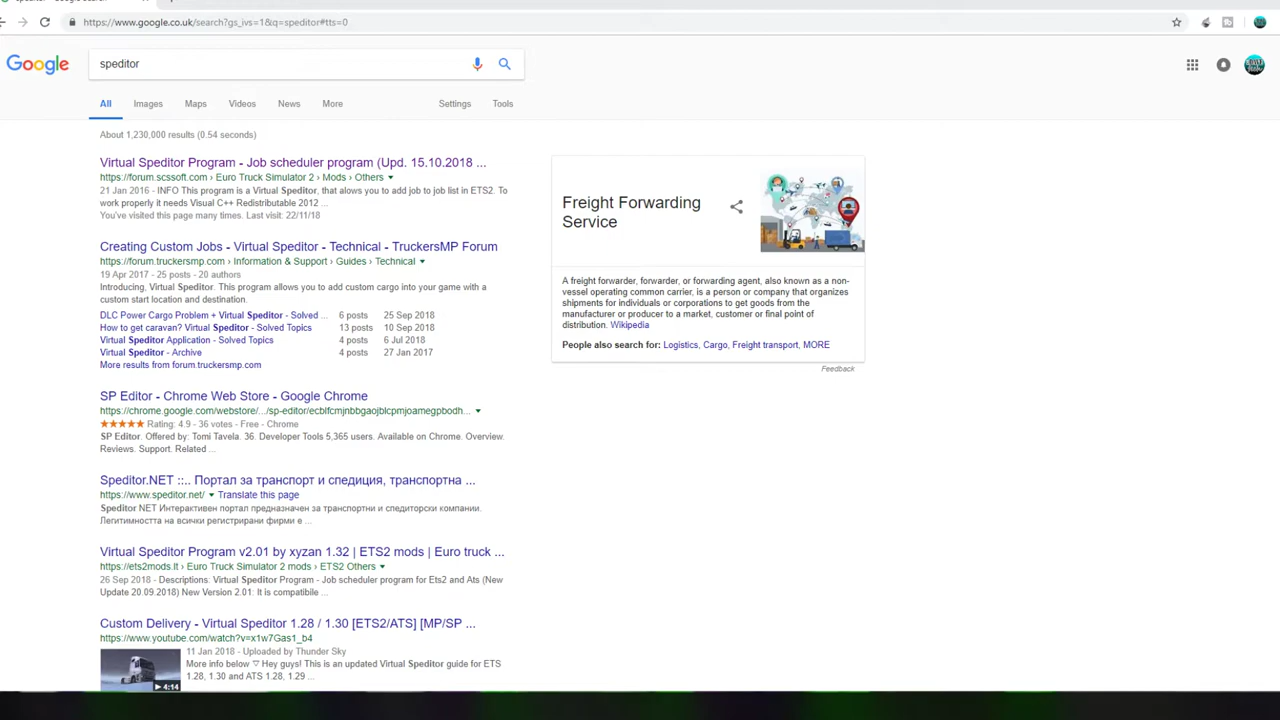 https://www.google.co.uk/search?gs_ivs=1&q=speditor#tts=0
Google
speditor
All Images Maps Videos News More Settings Tools
About 1,230,000 results (0.54 seconds)
Virtual Speditor Program - Job scheduler program (Upd. 15.10.2018 ...
https://forum.scssoft.com › Euro Truck Simulator 2 › Mods › Others
21 Jan 2016 - INFO This program is a Virtual Speditor, that alows you to add job to job list in ETS2. To
work properly it needs Visual C++ Redistributable 2012 ...
You've visited this page many times. Last visit: 22/11/18
Creating Custom Jobs - Virtual Speditor - Technical - TruckersMP Forum
https://forum.truckersmp.com › Information & Support › Guides › Technical
19 Apr 2017 - 25 posts - 20 authors
Introducing, Virtual Speditor. This program allows you to add custom cargo into your game with a
custom start location and destination.
DLC Power Cargo Problem + Virtual Speditor - Solved ... 6 posts 25 Sep 2018
How to get caravan? Virtual Speditor - Solved Topics 13 posts 10 Sep 2018
Virtual Speditor Application - Solved Topics 4 posts 6 Jul 2018
Virtual Speditor - Archive 4 posts 27 Jan 2017
More results from forum.truckersmp.com
SP Editor - Chrome Web Store - Google Chrome
https://chrome.google.com/webstore/.../sp-editor/ecblfcmjnbbgaojblcpmjoamegpbodh...
Rating: 4.9 - 36 votes - Free - Chrome
SP Editor. Offered by: Tomi Tavela. 36. Developer Tools 5,365 users. Available on Chrome. Overview.
Reviews. Support. Related ...
Speditor.NET ::.. Портал за транспорт и спедиция, транспортна ...
https://www.speditor.net/ Translate this page
Speditor NET Интерактивен портал предназначен за транспортни и спедиторски компании.
Легитимността на всички регистрирани фирми е ...
Virtual Speditor Program v2.01 by xyzan 1.32 | ETS2 mods | Euro truck ...
https://ets2mods.lt › Euro Truck Simulator 2 mods › ETS2 Others
26 Sep 2018 - Descriptions. Virtual Speditor Program - Job scheduler program for Ets2 and Ats (New
Update 20.09.2018) New Version 2.01: It is compatibile ...
Custom Delivery - Virtual Speditor 1.28 / 1.30 [ETS2/ATS] [MP/SP ...
https://www.youtube.com/watch?v=x1w7Gas1_b4
11 Jan 2018 - Uploaded by Thunder Sky
More info below ▽ Hey guys! This is an updated Virtual Speditor guide for ETS
1.28, 1.30 and ATS 1.28, 1.29 ...
4:14
Freight Forwarding
Service
A freight forwarder, forwarder, or forwarding agent, also known as a non-
vessel operating common carrier, is a person or company that organizes
shipments for individuals or corporations to get goods from the
manufacturer or producer to a market, customer or final point of
distribution. Wikipedia
People also search for: Logistics, Cargo, Freight transport, MORE
Feedback